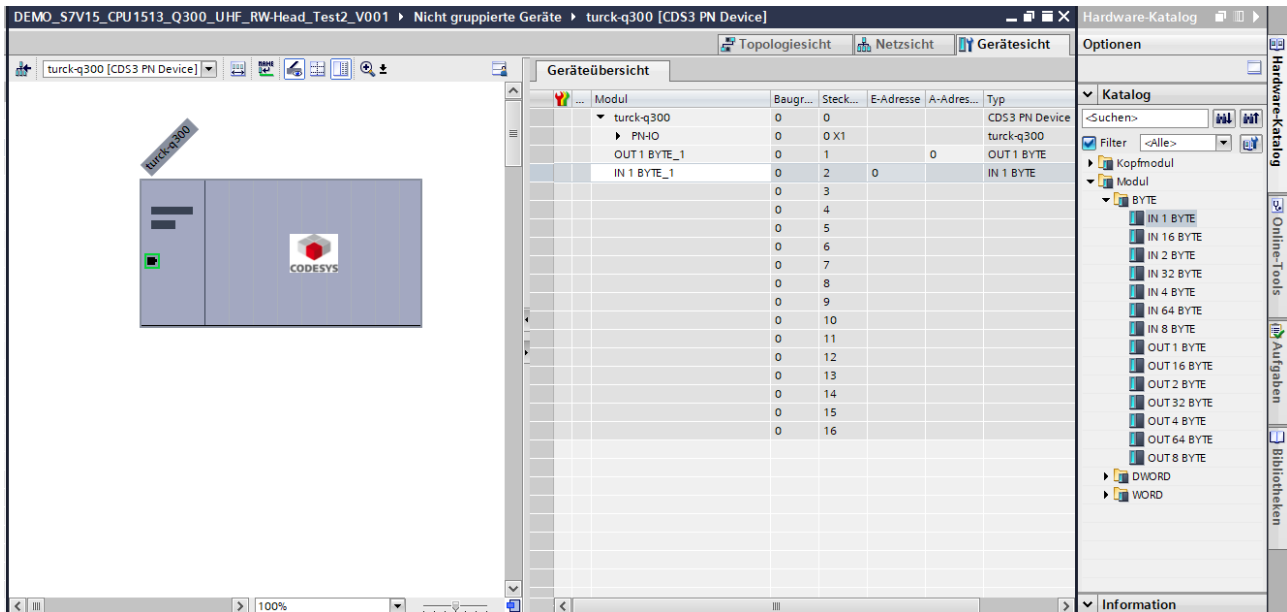 DEMO_S7V15_CPU1513_Q300_UHF_RW-Head_Test2_V001 ▸ Nicht gruppierte Geräte ▸ turck-q300 [CDS3 PN Device]
Topologiesicht Netzsicht Gerätesicht
turck-q300 [CDS3 PN Device]
turck-q300
CODESYS
100%
Geräteübersicht
... Modul Baugr... Steck... E-Adresse A-Adres... Typ
turck-q300 0 0 CDS3 PN Device
PN-IO 0 0 X1 turck-q300
OUT 1 BYTE_1 0 1 0 OUT 1 BYTE
IN 1 BYTE_1 0 2 0 IN 1 BYTE
0 3
0 4
0 5
0 6
0 7
0 8
0 9
0 10
0 11
0 12
0 13
0 14
0 15
0 16
Hardware-Katalog
Optionen
Katalog
<Suchen>
Filter <Alle>
Kopfmodul
Modul
BYTE
IN 1 BYTE
IN 16 BYTE
IN 2 BYTE
IN 32 BYTE
IN 4 BYTE
IN 64 BYTE
IN 8 BYTE
OUT 1 BYTE
OUT 16 BYTE
OUT 2 BYTE
OUT 32 BYTE
OUT 4 BYTE
OUT 64 BYTE
OUT 8 BYTE
DWORD
WORD
Information
Hardware-Katalog
Online-Tools
Aufgaben
Bibliotheken